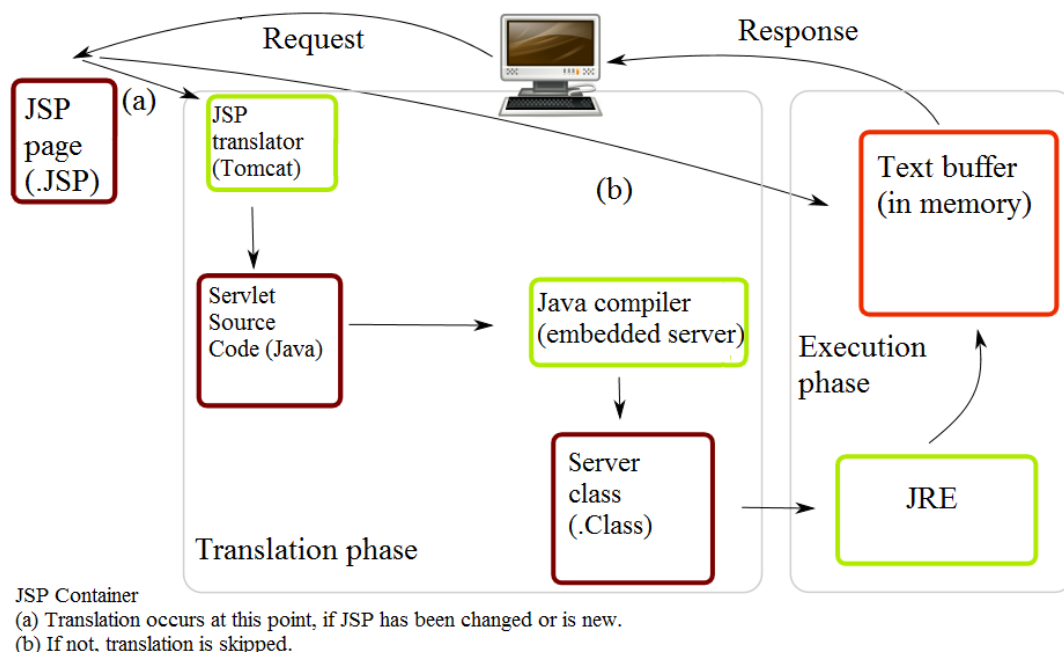 Request
Response
(a)
JSP
page
(.JSP)
JSP
translator
(Tomcat)
(b)
Text buffer
(in memory)
Servlet
Source
Code (Java)
Java compiler
(embedded server)
Execution
phase
Server
class
(.Class)
JRE
Translation phase
JSP Container
(a) Translation occurs at this point, if JSP has been changed or is new.
(b) If not, translation is skipped.